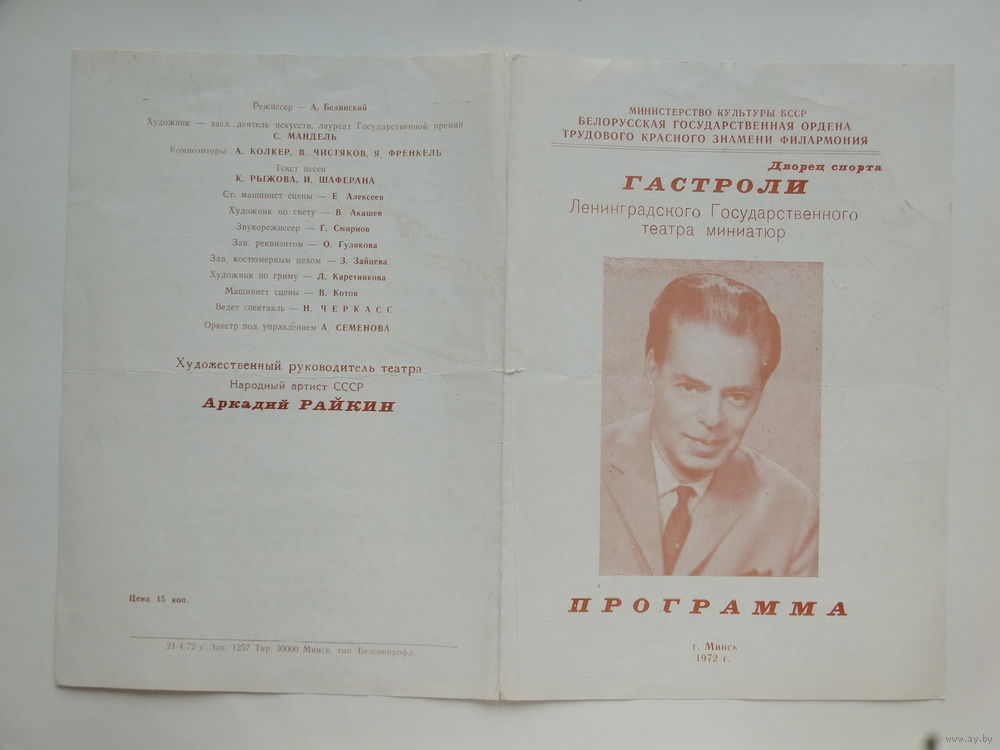 Режиссер — А. Белинский
Художник — засл. деятель искусств, лауреат Государственной премии
С. МАНДЕЛЬ
Композиторы: А. КОЛКЕР, В. ЧИСТЯКОВ, Я. ФРЕНКЕЛЬ
Текст песен
К. РЫЖОВА, И. ШАФЕРАНА
Ст. машинист сцены — Е. Алексеев
Художник по свету — В. Акашев
Звукорежиссер — Г. Смирнов
Зав. реквизитом — О. Гулякова
Зав. костюмерным цехом — З. Зайцева
Художник по гриму — Л. Каретникова
Машинист сцены — В. Котов
Ведет спектакль — Н. ЧЕРКАСС
Оркестр под управлением А. СЕМЕНОВА
Художественный руководитель театра
Народный артист СССР
Аркадий РАЙКИН
Цена 15 коп.
21-4-72 г. Зак. 1257 Тир. 30000 Минск, тип. Белсовпрофа
МИНИСТЕРСТВО КУЛЬТУРЫ БССР
БЕЛОРУССКАЯ ГОСУДАРСТВЕННАЯ ОРДЕНА
ТРУДОВОГО КРАСНОГО ЗНАМЕНИ ФИЛАРМОНИЯ
Дворец спорта
ГАСТРОЛИ
Ленинградского Государственного
театра миниатюр
ПРОГРАММА
г. Минск
1972 г.
www.ay.by